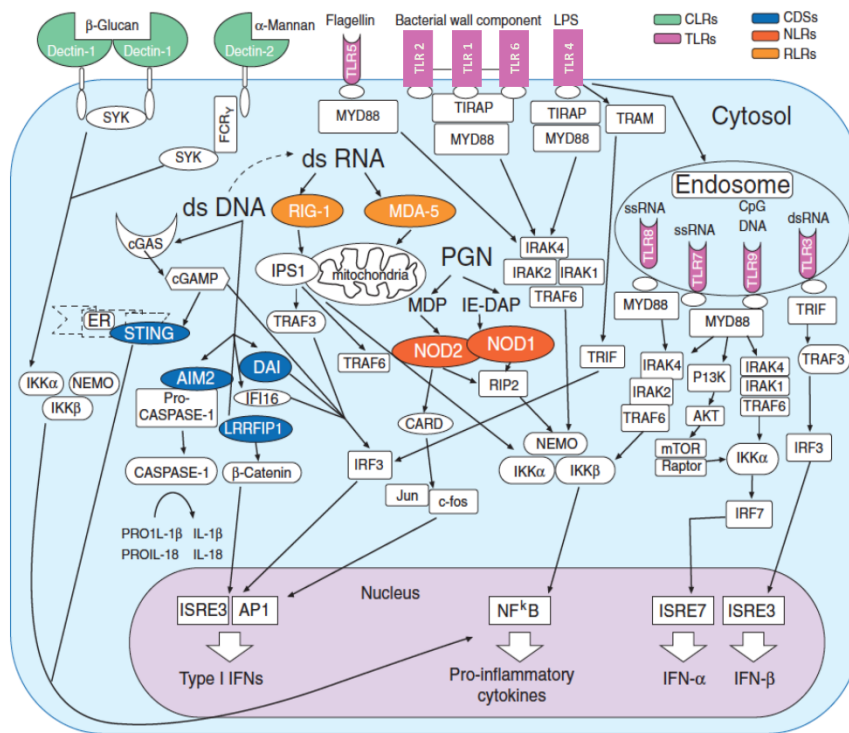 β-Glucan
Dectin-1
Dectin-1
α-Mannan
Dectin-2
Flagellin
TLR5
Bacterial wall component
TLR 2
TLR 1
TLR 6
LPS
TLR 4
CLRs
TLRs
CDSs
NLRs
RLRs
SYK
SYK
FCRγ
MYD88
TIRAP
MYD88
TIRAP
MYD88
TRAM
Cytosol
ds RNA
ds DNA
RIG-1
MDA-5
cGAS
cGAMP
IPS1
mitochondria
TRAF3
PGN
MDP
IE-DAP
IRAK4
IRAK2
IRAK1
TRAF6
Endosome
ssRNA
TLR8
ssRNA
TLR7
CpG
DNA
TLR9
dsRNA
TLR3
MYD88
MYD88
TRIF
ER
STING
TRAF6
NOD2
NOD1
RIP2
TRIF
IRAK4
IRAK2
TRAF6
P13K
AKT
mTOR
Raptor
IRAK4
IRAK1
TRAF6
TRAF3
IKKα
NEMO
IKKβ
AIM2
DAI
Pro-
CASPASE-1
IFI16
LRRFIP1
CARD
NEMO
IKKα
IKKβ
IKKα
IRF3
CASPASE-1
β-Catenin
IRF3
Jun
c-fos
IRF7
PRO1L-1β
IL-1β
PROIL-18
IL-18
Nucleus
ISRE3
AP1
NFᵏB
ISRE7
ISRE3
Type I IFNs
Pro-inflammatory
cytokines
IFN-α
IFN-β